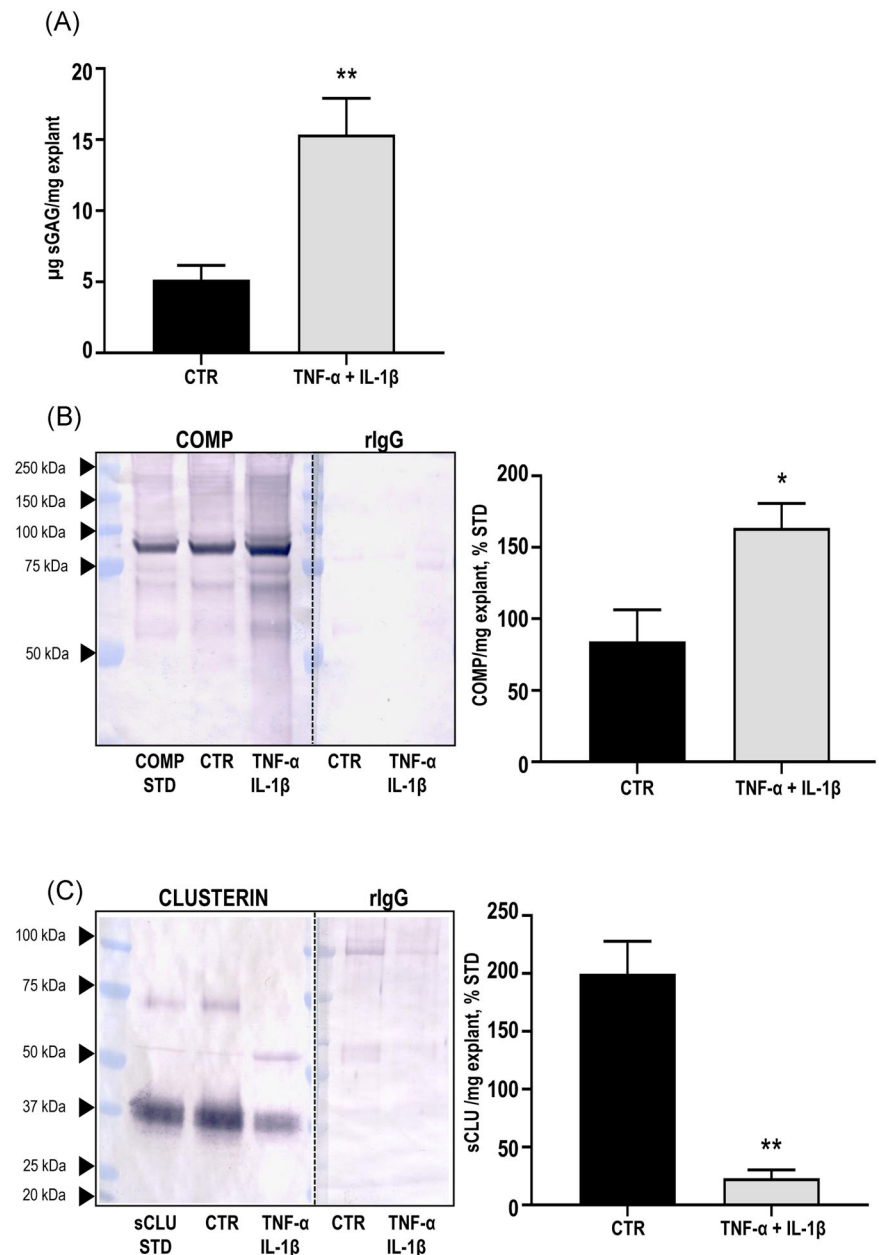 (A)
20
**
15
10
5
0
µg sGAG/mg explant
CTR
TNF-α + IL-1β
(B)
COMP
rIgG
250 kDa
150 kDa
100 kDa
75 kDa
50 kDa
COMP CTR TNF-α CTR TNF-α
STD IL-1β IL-1β
200
*
150
100
50
0
COMP/mg explant, % STD
CTR
TNF-α + IL-1β
(C)
CLUSTERIN
rIgG
100 kDa
75 kDa
50 kDa
37 kDa
25 kDa
20 kDa
sCLU CTR TNF-α CTR TNF-α
STD IL-1β IL-1β
250
200
150
100
50
**
0
sCLU /mg explant, % STD
CTR
TNF-α + IL-1β